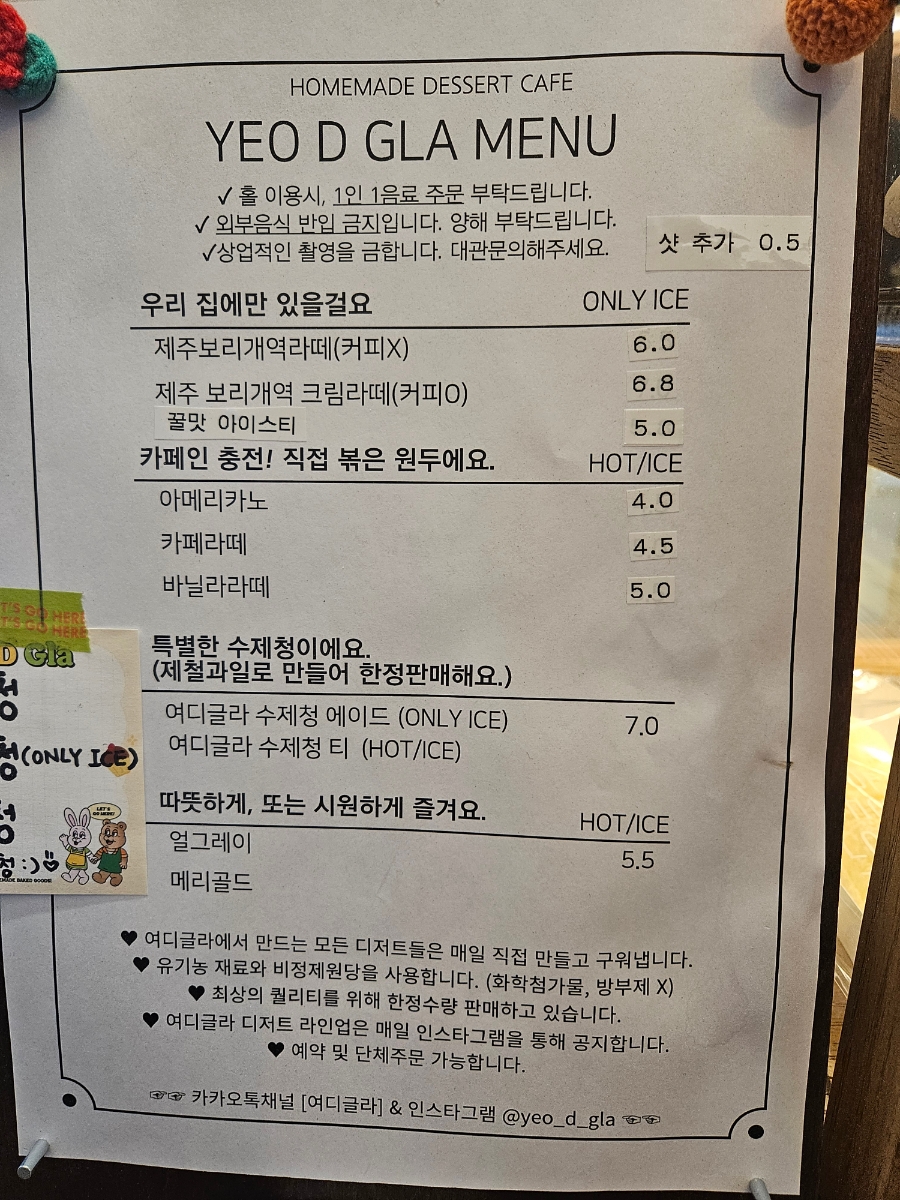 HOMEMADE DESSERT CAFE
YEO D GLA MENU
✓ 홀 이용시, 1인 1음료 주문 부탁드립니다.
✓ 외부음식 반입 금지입니다. 양해 부탁드립니다.
✓상업적인 촬영을 금합니다. 대관문의해주세요.
샷 추가 0.5
우리 집에만 있을걸요 ONLY ICE
제주보리개역라떼(커피X) 6.0
제주 보리개역 크림라떼(커피O) 6.8
꿀맛 아이스티 5.0
카페인 충전! 직접 볶은 원두에요. HOT/ICE
아메리카노 4.0
카페라떼 4.5
바닐라라떼 5.0
특별한 수제청이에요.
(제철과일로 만들어 한정판매해요.)
여디글라 수제청 에이드 (ONLY ICE) 7.0
여디글라 수제청 티 (HOT/ICE)
따뜻하게, 또는 시원하게 즐겨요. HOT/ICE
얼그레이 5.5
메리골드
♥ 여디글라에서 만드는 모든 디저트들은 매일 직접 만들고 구워냅니다.
♥ 유기농 재료와 비정제원당을 사용합니다. (화학첨가물, 방부제 X)
♥ 최상의 퀄리티를 위해 한정수량 판매하고 있습니다.
♥ 여디글라 디저트 라인업은 매일 인스타그램을 통해 공지합니다.
♥ 예약 및 단체주문 가능합니다.
☞☞ 카카오톡채널 [여디글라] & 인스타그램 @yeo_d_gla ☜☜
T'S GO HERE
T'S GO HERE
D Gla
청
청(ONLY ICE)
청
청:)
LET'S GO HERE!
EMADE BAKED GOODIE